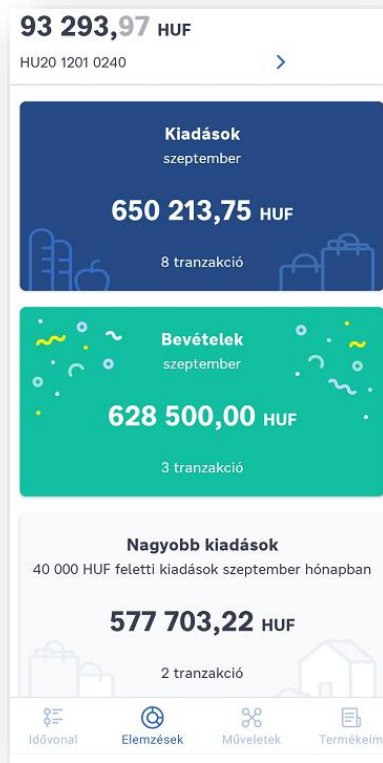 93 293,97 HUF
HU20 1201 0240
Kiadások
szeptember
650 213,75 HUF
8 tranzakció
Bevételek
szeptember
628 500,00 HUF
3 tranzakció
Nagyobb kiadások
40 000 HUF feletti kiadások szeptember hónapban
577 703,22 HUF
2 tranzakció
Idővonal Elemzések Műveletek Termékeim